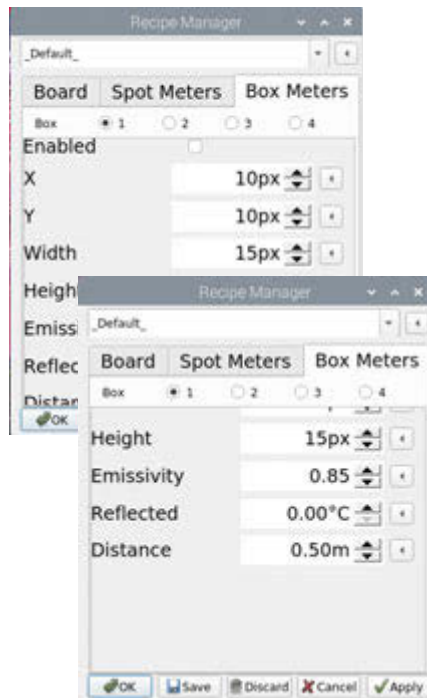 Recipe Manager
_Default_
Board Spot Meters Box Meters
Box 1 2 3 4
Enabled
X 10px
Y 10px
Width 15px
Heigh
Emiss
Reflec
Distan
OK
Recipe Manager
_Default_
Board Spot Meters Box Meters
Box 1 2 3 4
Height 15px
Emissivity 0.85
Reflected 0.00°C
Distance 0.50m
OK Save Discard Cancel Apply